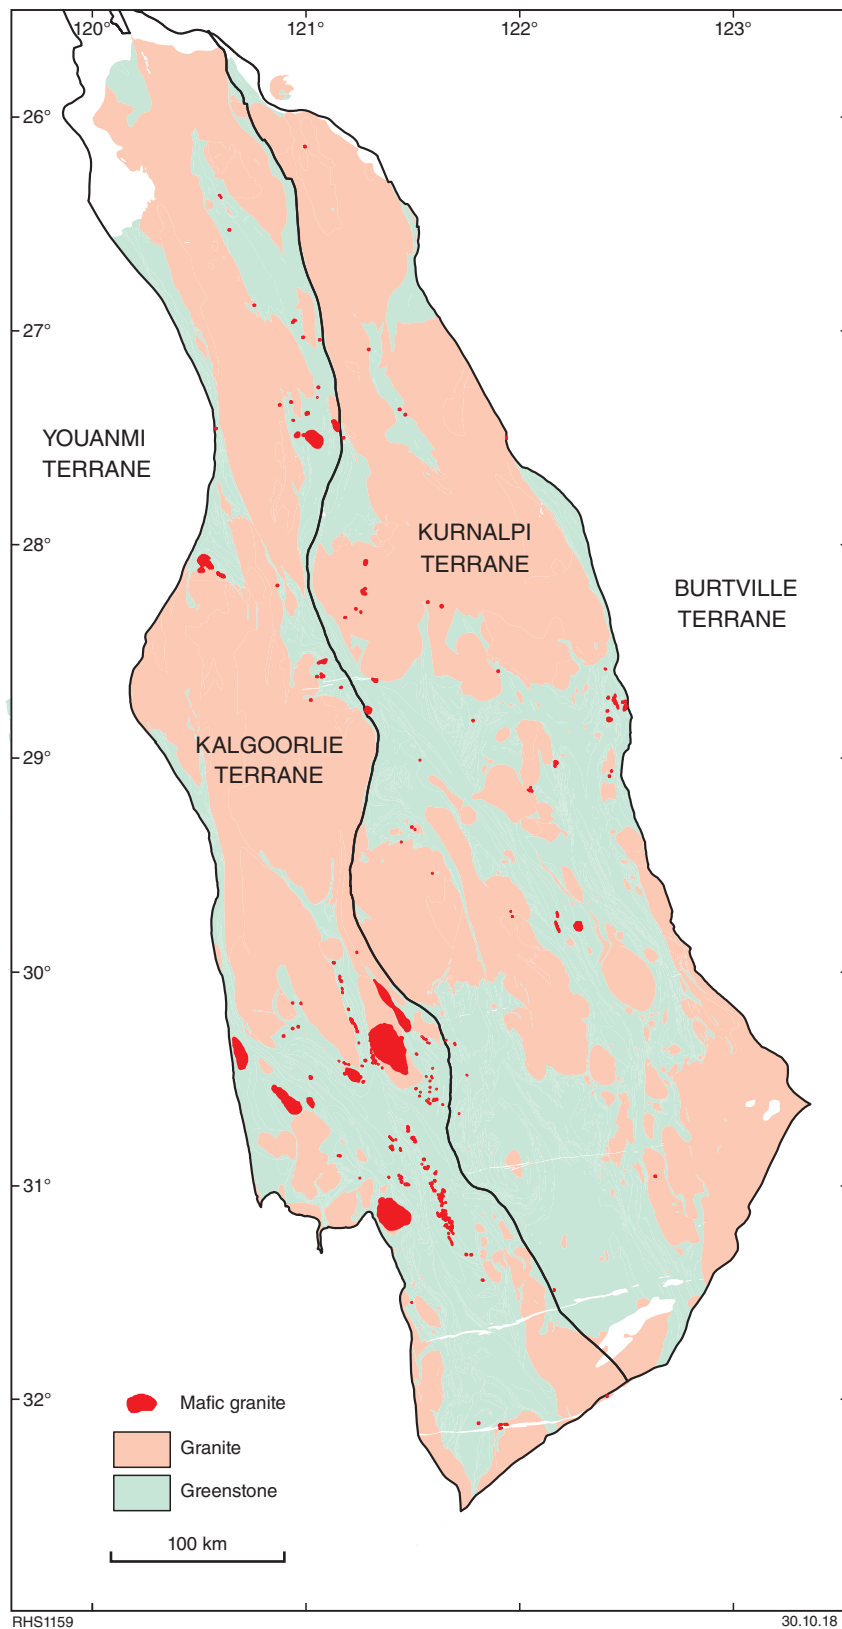 120°
121°
122°
123°
26°
27°
YOUANMI
TERRANE
28°
KURNALPI
TERRANE
BURTVILLE
TERRANE
KALGOORLIE
TERRANE
29°
30°
31°
32°
Mafic granite
Granite
Greenstone
100 km
RHS1159
30.10.18